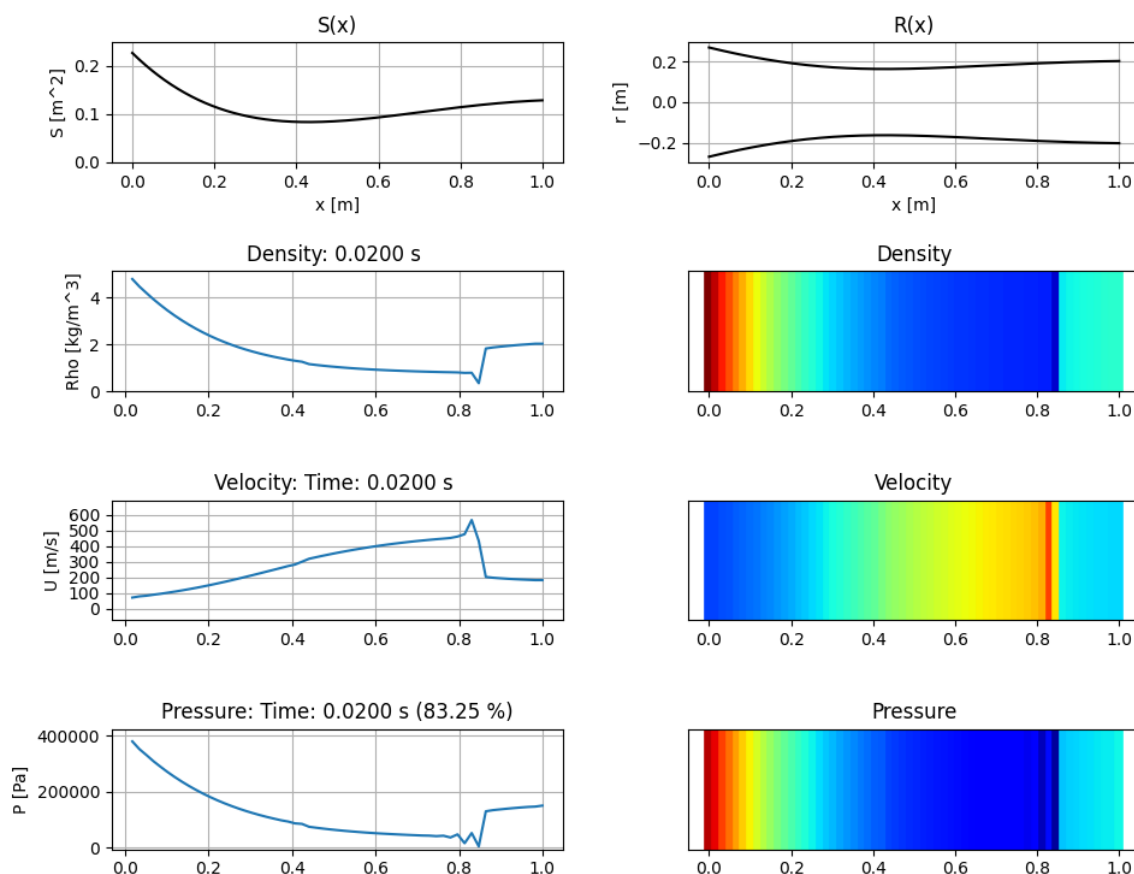 S(x)
S [m^2]
0.2
0.1
0.0
0.0 0.2 0.4 0.6 0.8 1.0
x [m]
R(x)
r [m]
0.2
0.0
−0.2
0.0 0.2 0.4 0.6 0.8 1.0
x [m]
Density: 0.0200 s
Rho [kg/m^3]
4
2
0
0.0 0.2 0.4 0.6 0.8 1.0
Density
0.0 0.2 0.4 0.6 0.8 1.0
Velocity: Time: 0.0200 s
U [m/s]
600
500
400
300
200
100
0
0.0 0.2 0.4 0.6 0.8 1.0
Velocity
0.0 0.2 0.4 0.6 0.8 1.0
Pressure: Time: 0.0200 s (83.25 %)
P [Pa]
400000
200000
0
0.0 0.2 0.4 0.6 0.8 1.0
Pressure
0.0 0.2 0.4 0.6 0.8 1.0